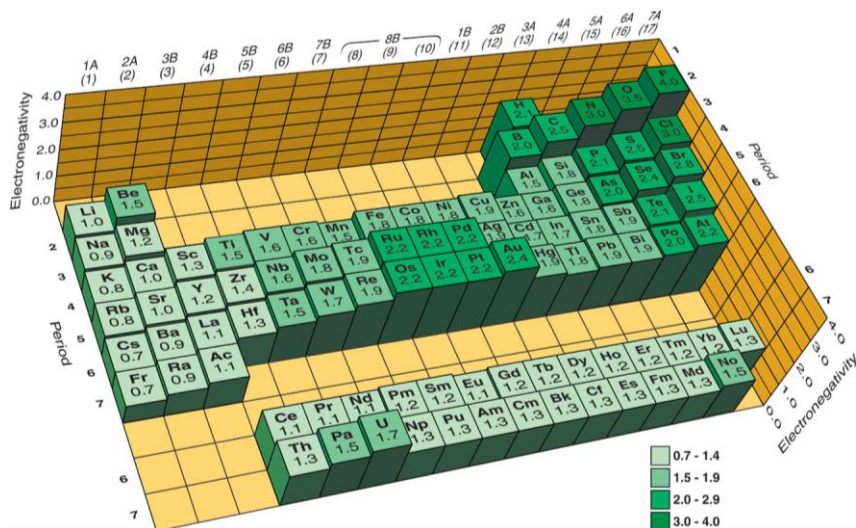 1A 2A 3B 4B 5B 6B 7B 8B 1B 2B 3A 4A 5A 6A 7A
(1) (2) (3) (4) (5) (6) (7) (8) (9) (10) (11) (12) (13) (14) (15) (16) (17)
Electronegativity
4.0
3.0
2.0
1.0
0.0
1
2
3
4
5
6
Period
H 2.1
Li 1.0
Be 1.5
B 2.0
C 2.5
N 3.0
O 3.5
F 4.0
Na 0.9
Mg 1.2
Al 1.5
Si 1.8
P 2.1
S 2.5
Cl 3.0
K 0.8
Ca 1.0
Sc 1.3
Ti 1.5
V 1.6
Cr 1.6
Mn 1.5
Fe 1.8
Co 1.8
Ni 1.8
Cu 1.9
Zn 1.6
Ga 1.6
Ge 1.8
As 2.0
Se 2.4
Br 2.8
Rb 0.8
Sr 1.0
Y 1.2
Zr 1.4
Nb 1.6
Mo 1.8
Tc 1.9
Ru 2.2
Rh 2.2
Pd 2.2
Ag
Cd 1.7
In 1.7
Sn 1.8
Sb 1.9
Te 2.1
I 2.5
Cs 0.7
Ba 0.9
La 1.1
Hf 1.3
Ta 1.5
W 1.7
Re 1.9
Os 2.2
Ir 2.2
Pt 2.2
Au 2.4
Hg 1.9
Tl 1.8
Pb 1.9
Bi 1.9
Po 2.0
At 2.2
Fr 0.7
Ra 0.9
Ac 1.1
2
3
4
5
6
7
Period
6
7
Ce 1.1
Pr 1.1
Nd 1.1
Pm 1.2
Sm 1.2
Eu 1.1
Gd 1.2
Tb 1.2
Dy 1.2
Ho 1.2
Er 1.2
Tm 1.2
Yb 1.2
Lu 1.3
Th 1.3
Pa 1.5
U 1.7
Np 1.3
Pu 1.3
Am 1.3
Cm 1.3
Bk 1.3
Cf 1.3
Es 1.3
Fm 1.3
Md 1.3
No 1.5
6
7
4.0
3.0
2.0
1.0
0.0
Electronegativity
0.7 - 1.4
1.5 - 1.9
2.0 - 2.9
3.0 - 4.0